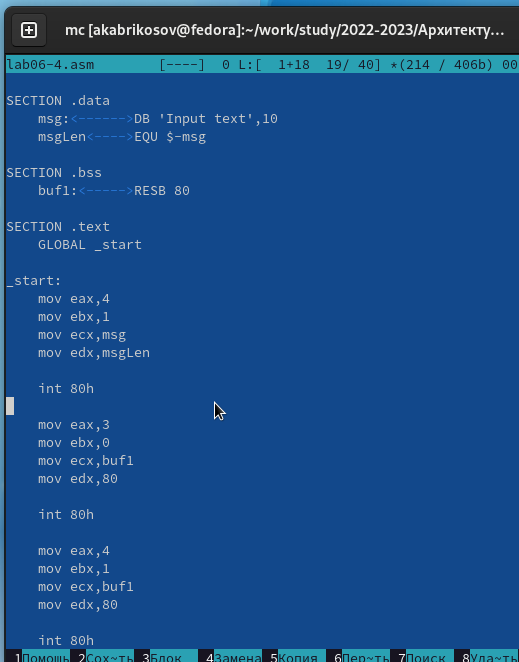 mc [akabrikosov@fedora]:~/work/study/2022-2023/Архитекту...
lab06-4.asm [----] 0 L:[ 1+18 19/ 40] *(214 / 406b) 00
SECTION .data
msg:<------>DB 'Input text',10
msgLen<---->EQU $-msg
SECTION .bss
buf1:<----->RESB 80
SECTION .text
GLOBAL _start
_start:
mov eax,4
mov ebx,1
mov ecx,msg
mov edx,msgLen
int 80h
mov eax,3
mov ebx,0
mov ecx,buf1
mov edx,80
int 80h
mov eax,4
mov ebx,1
mov ecx,buf1
mov edx,80
int 80h
1Помощь 2Сох~ть 3Блок 4Замена 5Копия 6Пер~ть 7Поиск 8Уда~ть